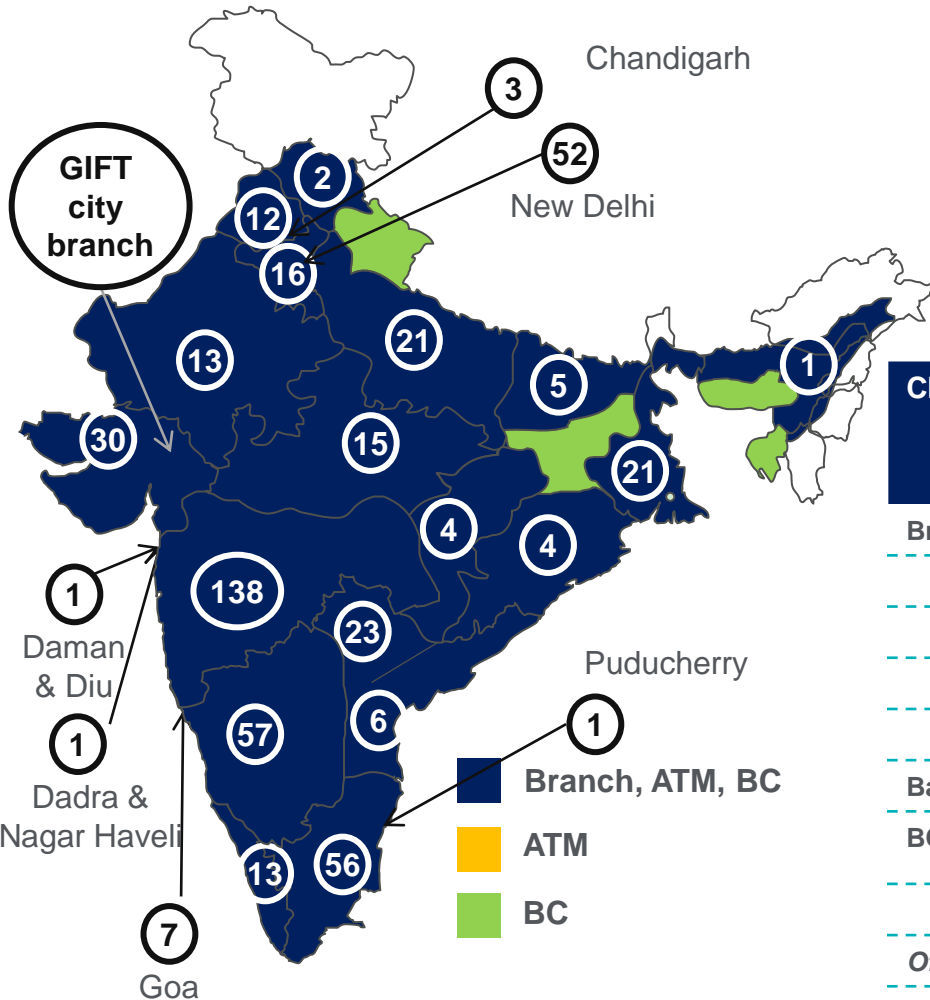 Chandigarh
3
52
New Delhi
GIFT
city
branch
2
12
16
21
13
5
1
30
15
21
4
4
138
1
Daman
& Diu
23
Puducherry
1
57
6
1
Dadra &
Nagar Haveli
Branch, ATM, BC
ATM
BC
13
56
7
Goa